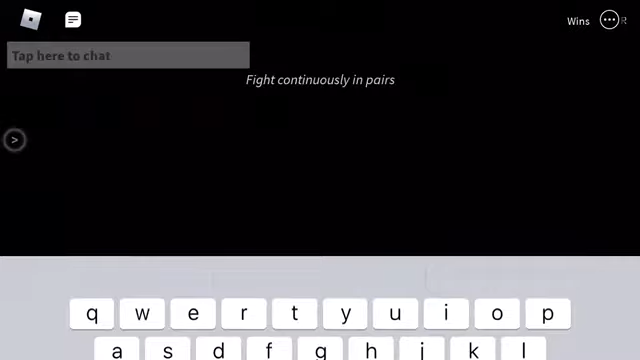 Wins
R
Tap here to chat
Fight continuously in pairs
>
q w e r t y u i o p
a s d f g h j k l